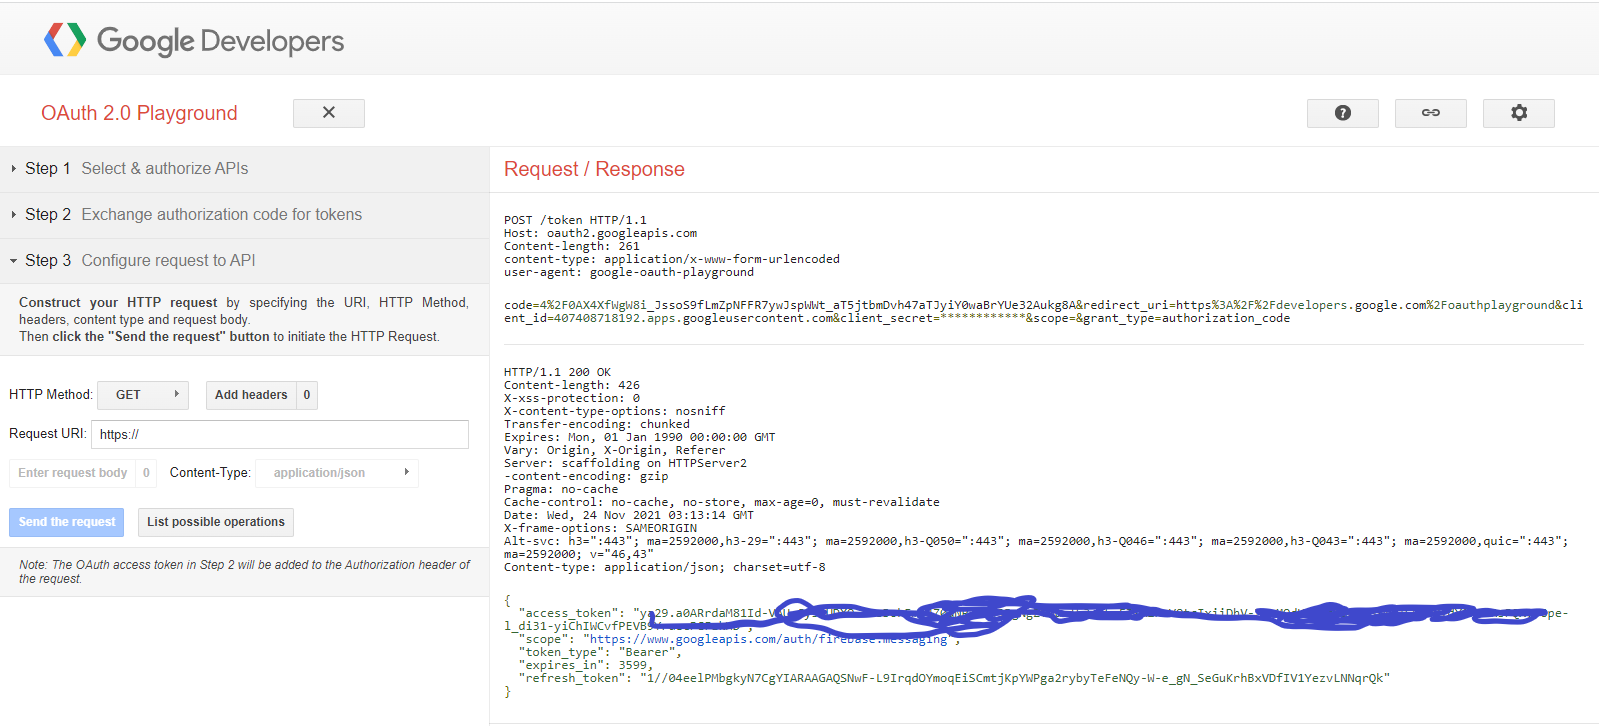 Google Developers
OAuth 2.0 Playground
Step 1 Select & authorize APIs
Step 2 Exchange authorization code for tokens
Step 3 Configure request to API
Construct your HTTP request by specifying the URI, HTTP Method,
headers, content type and request body.
Then click the "Send the request" button to initiate the HTTP Request.
HTTP Method: GET Add headers 0
Request URI: https://
Enter request body 0 Content-Type: application/json
Send the request List possible operations
Note: The OAuth access token in Step 2 will be added to the Authorization header of
the request.
Request / Response
POST /token HTTP/1.1
Host: oauth2.googleapis.com
Content-length: 261
content-type: application/x-www-form-urlencoded
user-agent: google-oauth-playground
code=4%2F0AX4XfWgW8i_JssoS9fLmZpNFFR7ywJspWWt_aT5jtbmDvh47aTJyiY0waBrYUe32Aukg8A&redirect_uri=https%3A%2F%2Fdevelopers.google.com%2Foauthplayground&cli
ent_id=407408718192.apps.googleusercontent.com&client_secret=************&scope=&grant_type=authorization_code
HTTP/1.1 200 OK
Content-length: 426
X-xss-protection: 0
X-content-type-options: nosniff
Transfer-encoding: chunked
Expires: Mon, 01 Jan 1990 00:00:00 GMT
Vary: Origin, X-Origin, Referer
Server: scaffolding on HTTPServer2
-content-encoding: gzip
Pragma: no-cache
Cache-control: no-cache, no-store, max-age=0, must-revalidate
Date: Wed, 24 Nov 2021 03:13:14 GMT
X-frame-options: SAMEORIGIN
Alt-svc: h3=":443"; ma=2592000,h3-29=":443"; ma=2592000,h3-Q050=":443"; ma=2592000,h3-Q046=":443"; ma=2592000,h3-Q043=":443"; ma=2592000,quic=":443";
ma=2592000; v="46,43"
Content-type: application/json; charset=utf-8
{
"access_token":
"scope": "https://www.googleapis.com/auth/firebase.messaging",
"token_type": "Bearer",
"expires_in": 3599,
"refresh_token": "1//04eelPMbgkyN7CgYIARAAGAQSNwF-L9IrqdOYmoqEiSCmtjKpYWPga2rybyTeFeNQy-W-e_gN_SeGuKrhBxVDfIV1YezvLNNqrQk"
}